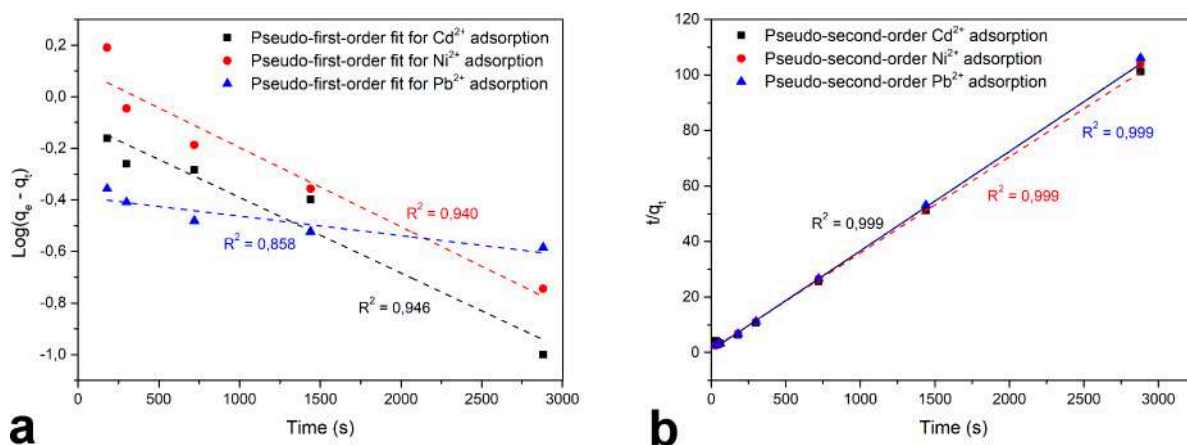 0,2
0,0
-0,2
-0,4
-0,6
-0,8
-1,0
Log(qₑ - qₜ)
Pseudo-first-order fit for Cd²⁺ adsorption
Pseudo-first-order fit for Ni²⁺ adsorption
Pseudo-first-order fit for Pb²⁺ adsorption
R² = 0,940
R² = 0,858
R² = 0,946
0 500 1000 1500 2000 2500 3000
Time (s)
a
120
100
80
60
40
20
0
t/qₜ
Pseudo-second-order Cd²⁺ adsorption
Pseudo-second-order Ni²⁺ adsorption
Pseudo-second-order Pb²⁺ adsorption
R² = 0,999
R² = 0,999
R² = 0,999
0 500 1000 1500 2000 2500 3000
Time (s)
b